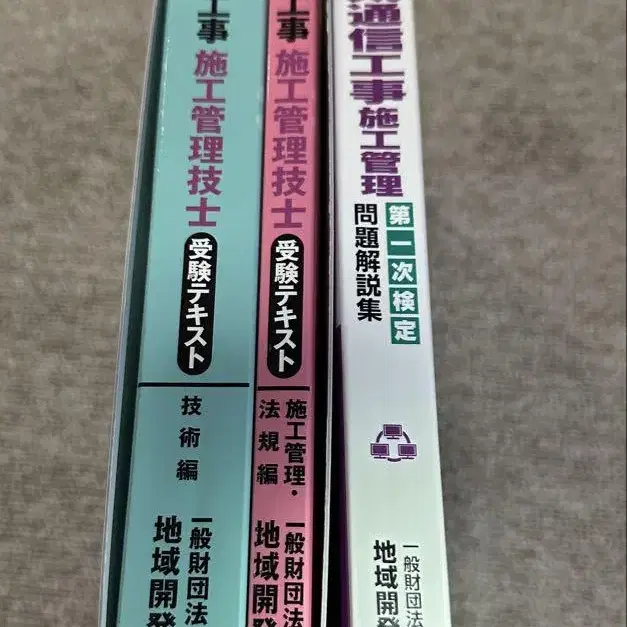 工事 施工管理技士
受験テキスト
技術編
一般財団法
地域開発
工事 施工管理技士
受験テキスト
施工管理・
法規編
一般財団法
地域開発
通信工事 施工管理
第一次検定
問題解説集
一般財団法
地域開発